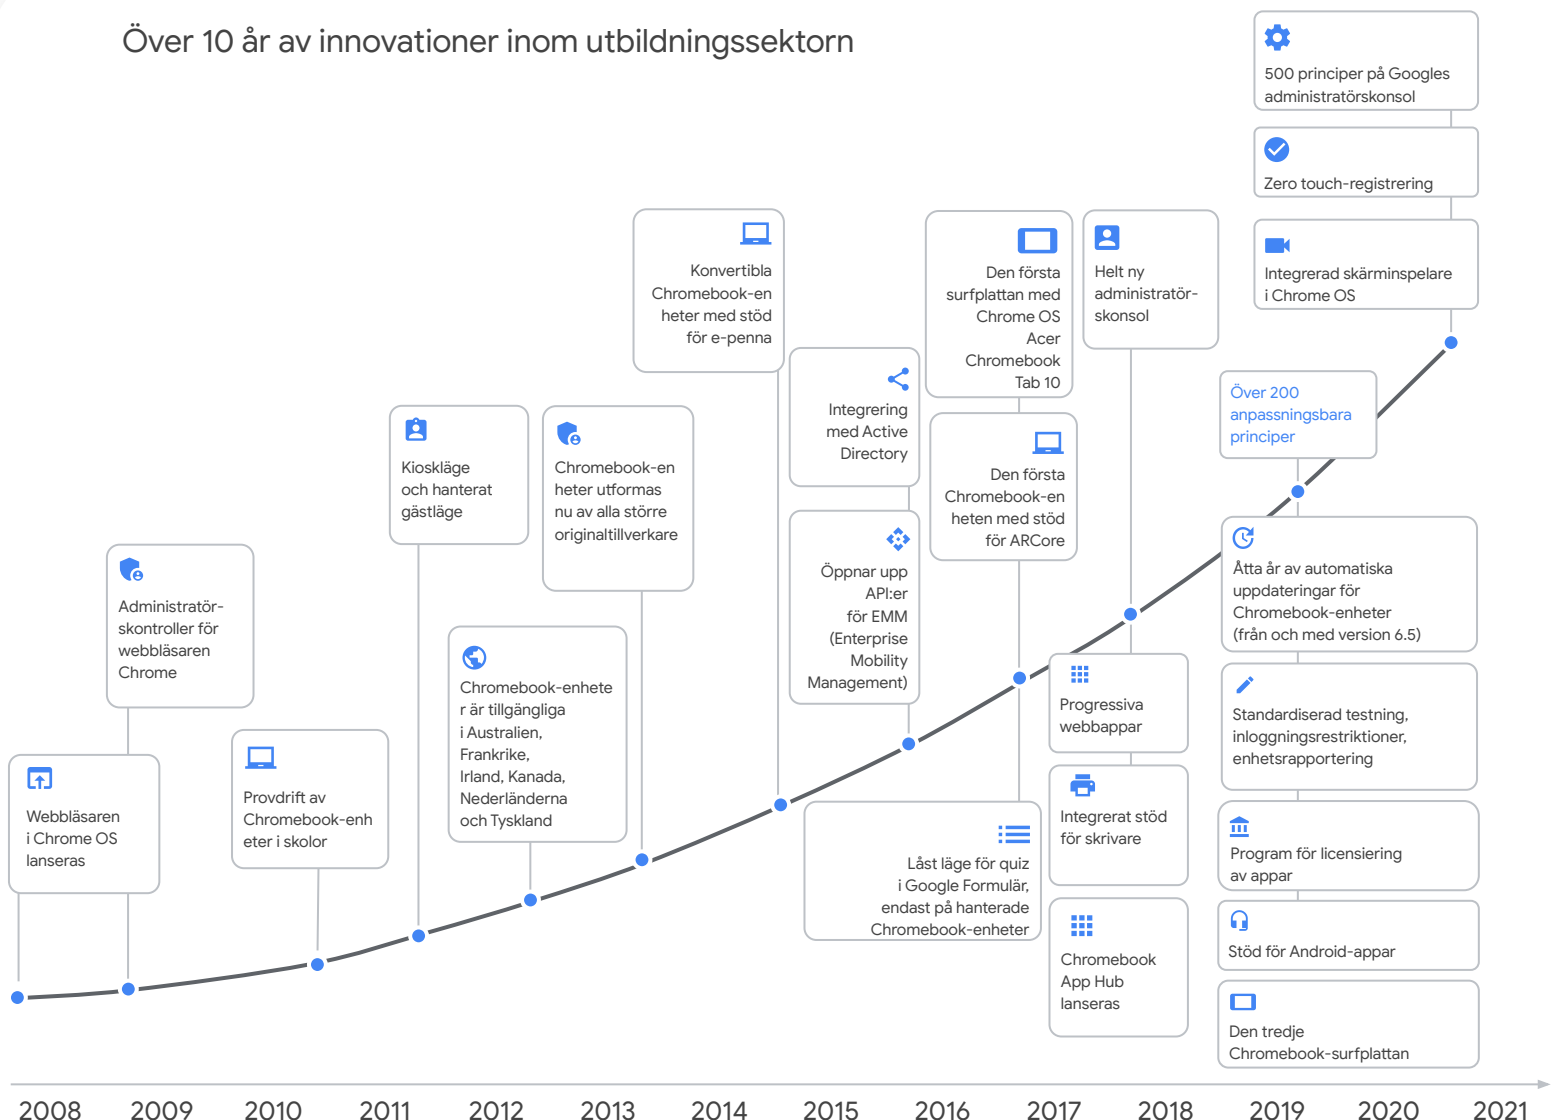 Över 10 år av innovationer inom utbildningssektorn
Webbläsaren
i Chrome OS
lanseras
Administratör-
skontroller för
webbläsaren
Chrome
Provdrift av
Chromebook-enh
eter i skolor
Kioskläge
och hanterat
gästläge
Chromebook-enhete
r är tillgängliga
i Australien,
Frankrike,
Irland, Kanada,
Nederländerna
och Tyskland
Chromebook-en
heter utformas
nu av alla större
originaltillverkare
Konvertibla
Chromebook-en
heter med stöd
för e-penna
Integrering
med Active
Directory
Öppnar upp
API:er
för EMM
(Enterprise
Mobility
Management)
Den första
surfplattan med
Chrome OS
Acer
Chromebook
Tab 10
Den första
Chromebook-en
heten med stöd
för ARCore
Låst läge för quiz
i Google Formulär,
endast på hanterade
Chromebook-enheter
Helt ny
administratör-
skonsol
Progressiva
webbappar
Integrerat stöd
för skrivare
Chromebook
App Hub
lanseras
Över 200
anpassningsbara
principer
Åtta år av automatiska
uppdateringar för
Chromebook-enheter
(från och med version 6.5)
Standardiserad testning,
inloggningsrestriktioner,
enhetsrapportering
Program för licensiering
av appar
Stöd för Android-appar
Den tredje
Chromebook-surfplattan
500 principer på Googles
administratörskonsol
Zero touch-registrering
Integrerad skärminspelare
i Chrome OS
2008 2009 2010 2011 2012 2013 2014 2015 2016 2017 2018 2019 2020 2021